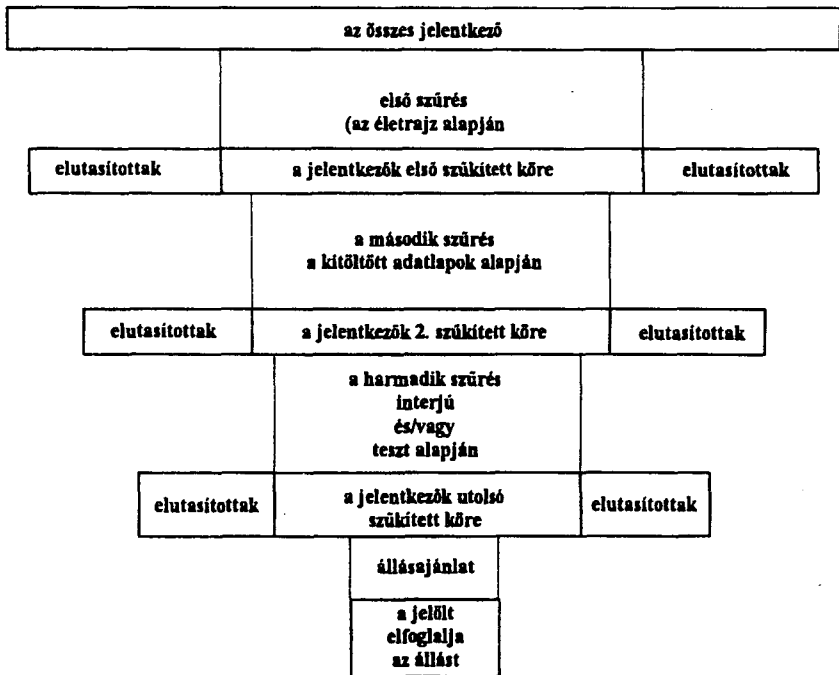 az összes jelentkező
első szűrés
(az életrajz alapján
elutasítottak
a jelentkezők első szűkített köre
elutasítottak
a második szűrés
a kitöltött adatlapok alapján
elutasítottak
a jelentkezők 2. szűkített köre
elutasítottak
a harmadik szűrés
interjú
és/vagy
teszt alapján
elutasítottak
a jelentkezők utolsó
szűkített köre
elutasítottak
állásajánlat
a jelölt
elfoglalja
az állást